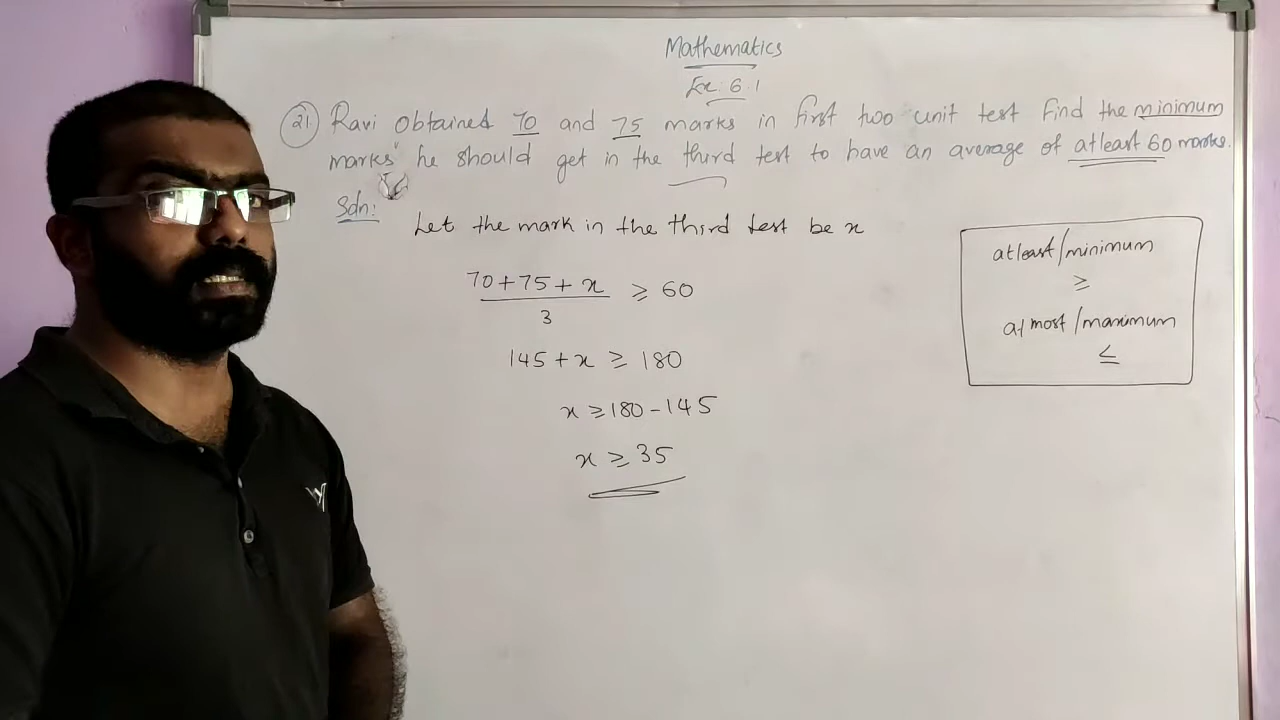 Mathematics
Ex: 6.1
21. Ravi obtained 70 and 75 marks in first two unit test Find the minimum
marks he should get in the third test to have an average of atleast 60 marks.
Soln:
Let the mark in the third test be x
70+75+x
3
≥ 60
145+x ≥ 180
x ≥ 180-145
x ≥ 35
atleast/minimum
≥
atmost/maximum
≤